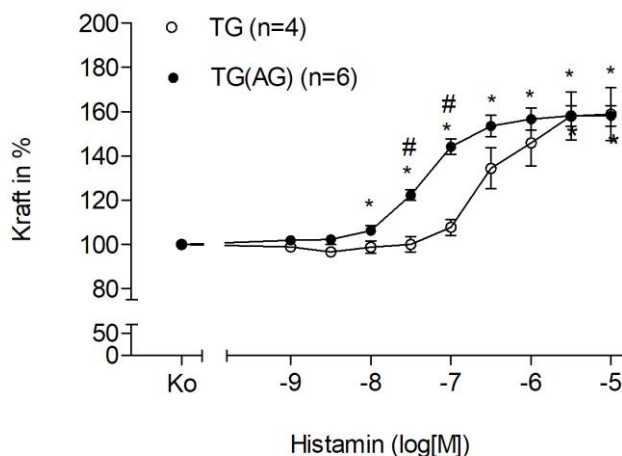 TG (n=4)
TG(AG) (n=6)
200
180
160
140
120
100
80
50
0
Kraft in %
# #
* * * * * * *
* *
Ko -9 -8 -7 -6 -5
Histamin (log[M])